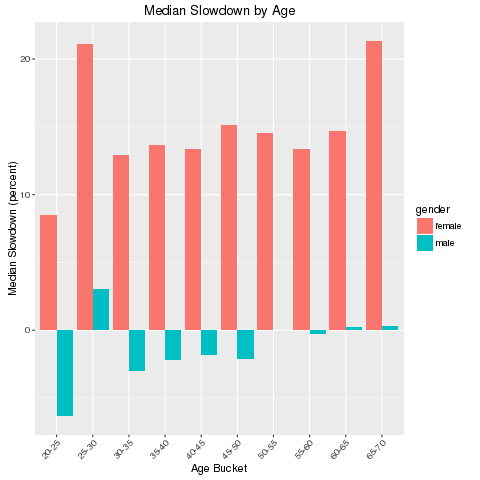 Median Slowdown by Age
Median Slowdown (percent)
20
10
0
20-25
25-30
30-35
35-40
40-45
45-50
50-55
55-60
60-65
65-70
Age Bucket
gender
female
male